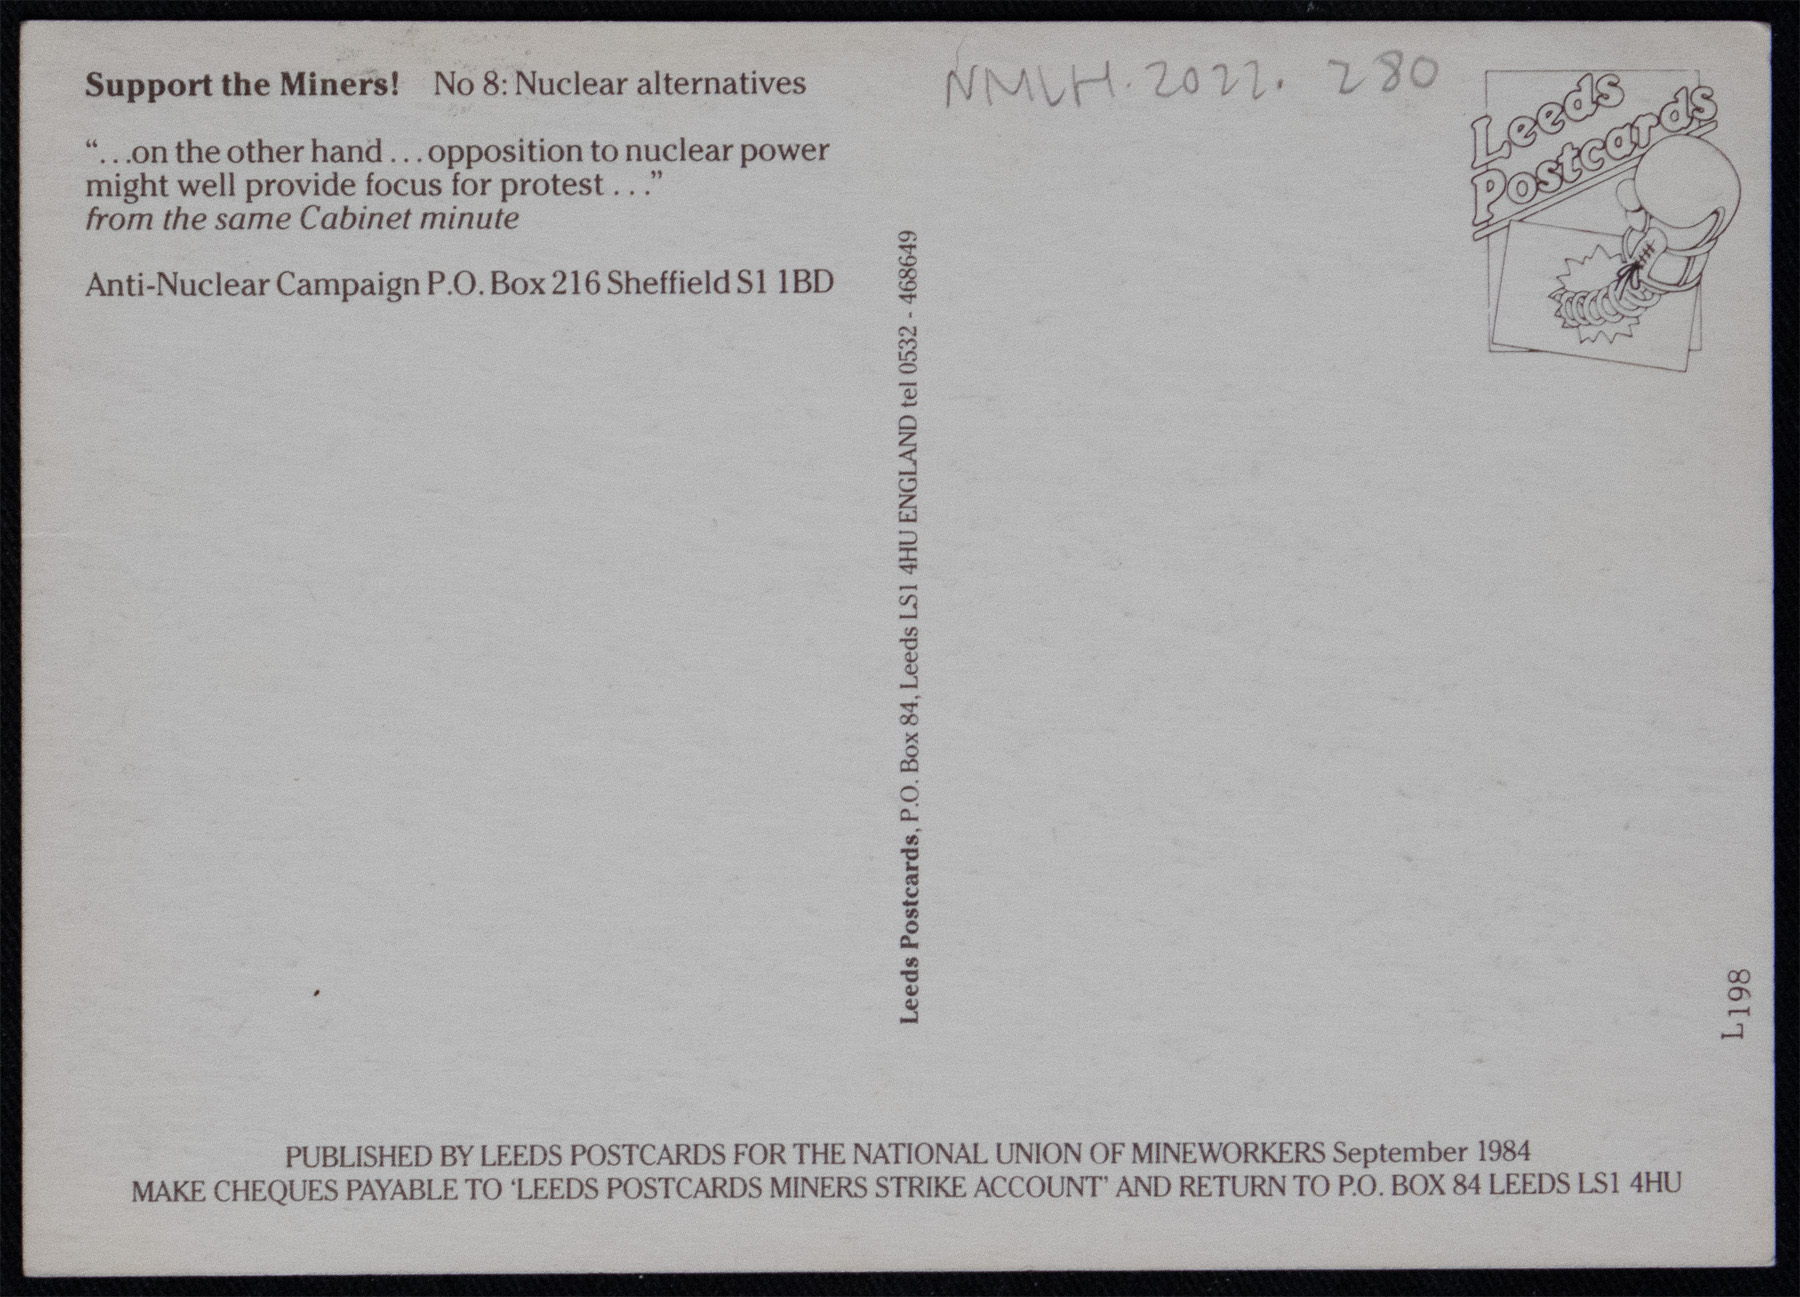 Support the Miners! No 8: Nuclear alternatives
“...on the other hand ... opposition to nuclear power
might well provide focus for protest ...”
from the same Cabinet minute
Anti-Nuclear Campaign P.O. Box 216 Sheffield S1 1BD
NMLH. 2022. 280
Leeds
Postcards
Leeds Postcards, P.O. Box 84, Leeds LS1 4HU ENGLAND tel 0532 - 468649
L198
PUBLISHED BY LEEDS POSTCARDS FOR THE NATIONAL UNION OF MINEWORKERS September 1984
MAKE CHEQUES PAYABLE TO ‘LEEDS POSTCARDS MINERS STRIKE ACCOUNT’ AND RETURN TO P.O. BOX 84 LEEDS LS1 4HU